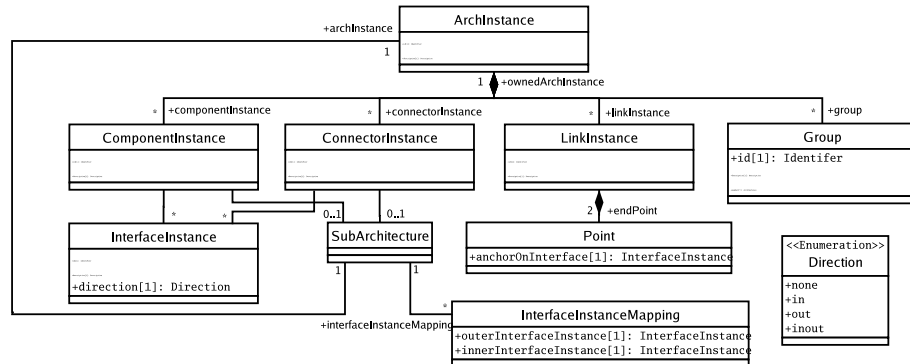 ArchInstance
+archInstance
1
1
+ownedArchInstance
*
+componentInstance
*
+connectorInstance
*
+linkInstance
*
+group
ComponentInstance
ConnectorInstance
LinkInstance
Group
+id[1]: Identifer
*
*
0..1
0..1
2
+endPoint
InterfaceInstance
+direction[1]: Direction
SubArchitecture
Point
+anchorOnInterface[1]: InterfaceInstance
<<Enumeration>>
Direction
+none
+in
+out
+inout
1
1
*
+interfaceInstanceMapping
InterfaceInstanceMapping
+outerInterfaceInstance[1]: InterfaceInstance
+innerInterfaceInstance[1]: InterfaceInstance